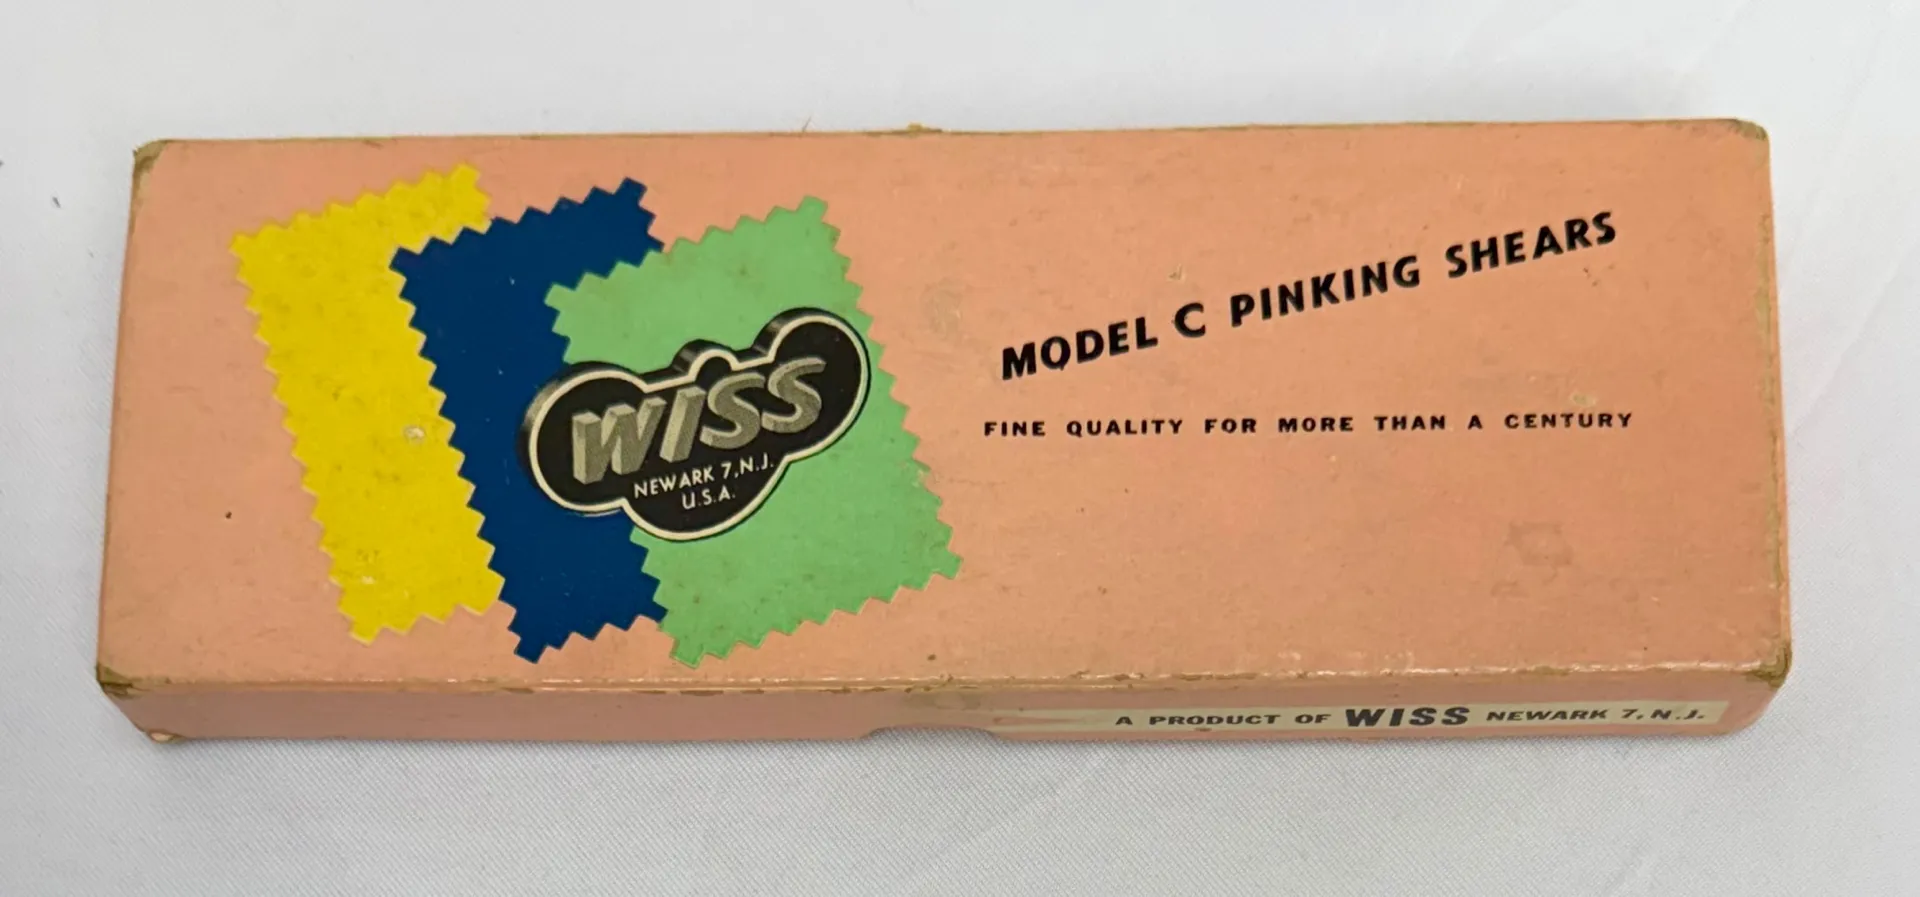 WISS
NEWARK 7, N.J.
U.S.A.
MODEL C PINKING SHEARS
FINE QUALITY FOR MORE THAN A CENTURY
A PRODUCT OF WISS NEWARK 7, N.J.